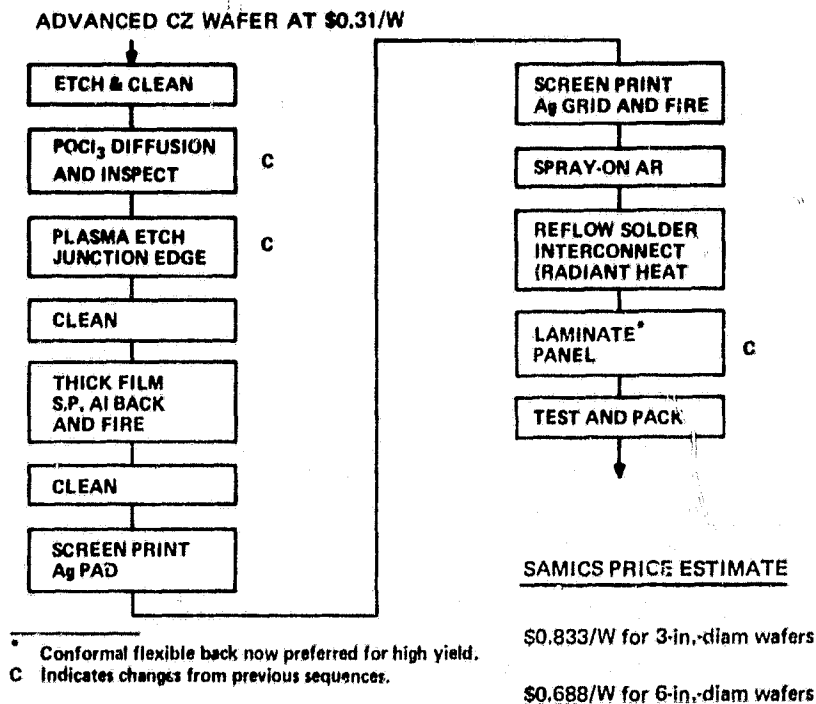 ADVANCED CZ WAFER AT $0.31/W
ETCH & CLEAN
POCl₃ DIFFUSION
AND INSPECT
C
PLASMA ETCH
JUNCTION EDGE
C
CLEAN
THICK FILM
S.P. Al BACK
AND FIRE
CLEAN
SCREEN PRINT
Ag PAD
SCREEN PRINT
Ag GRID AND FIRE
SPRAY-ON AR
REFLOW SOLDER
INTERCONNECT
(RADIANT HEAT
LAMINATE*
PANEL
C
TEST AND PACK
SAMICS PRICE ESTIMATE
$0.833/W for 3-in.-diam wafers
$0.688/W for 6-in.-diam wafers
* Conformal flexible back now preferred for high yield.
C Indicates changes from previous sequences.